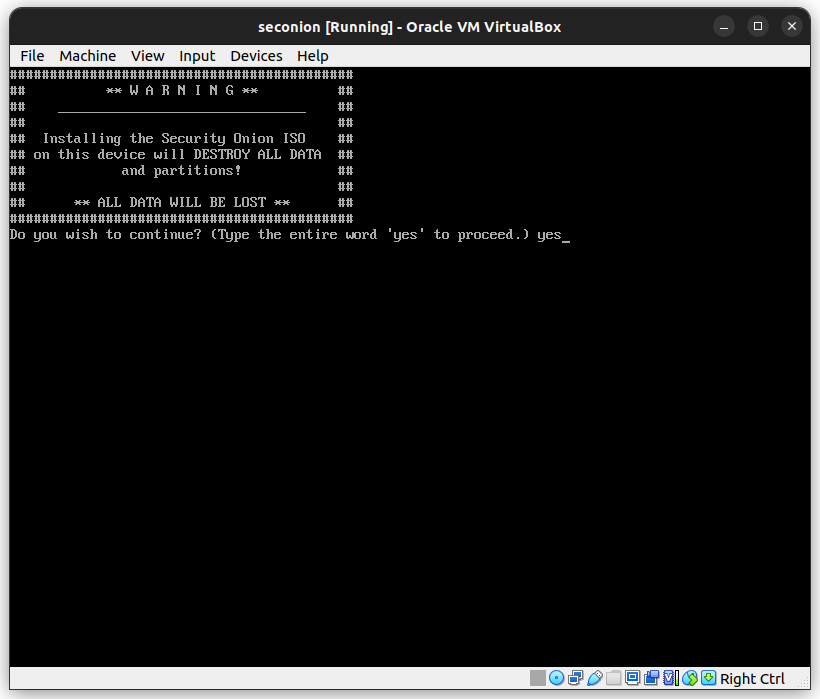 seconion [Running] - Oracle VM VirtualBox
File Machine View Input Devices Help
###########################################
## ** W A R N I N G ** ##
## _______________________________ ##
## ##
## Installing the Security Onion ISO ##
## on this device will DESTROY ALL DATA ##
## and partitions! ##
## ##
## ** ALL DATA WILL BE LOST ** ##
###########################################
Do you wish to continue? (Type the entire word 'yes' to proceed.) yes_
Right Ctrl